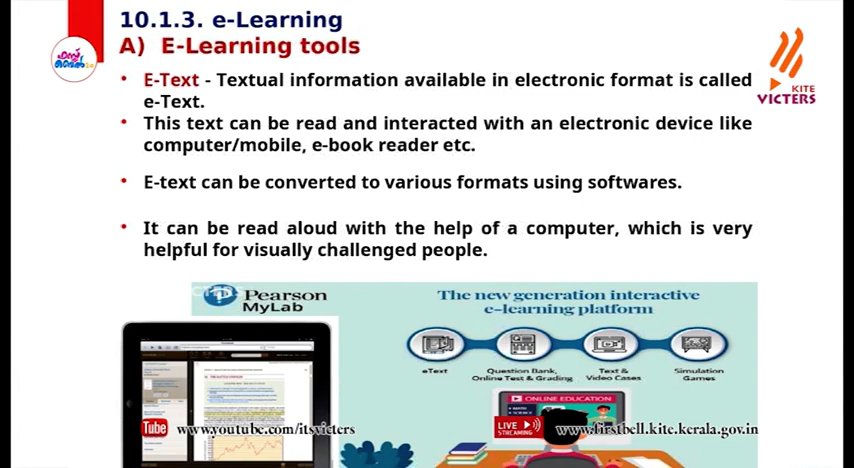 10.1.3. e-Learning
A) E-Learning tools
KITE
VICTERS
• E-Text - Textual information available in electronic format is called
e-Text.
• This text can be read and interacted with an electronic device like
computer/mobile, e-book reader etc.
• E-text can be converted to various formats using softwares.
• It can be read aloud with the help of a computer, which is very
helpful for visually challenged people.
Pearson
MyLab
The new generation interactive
e-learning platform
eText
Question Bank,
Online Test & Grading
Text &
Video Cases
Simulation
Games
ONLINE EDUCATION
Tube
www.youtube.com/itsvicters
LIVE
STREAMING
www.firstbell.kite.kerala.gov.in